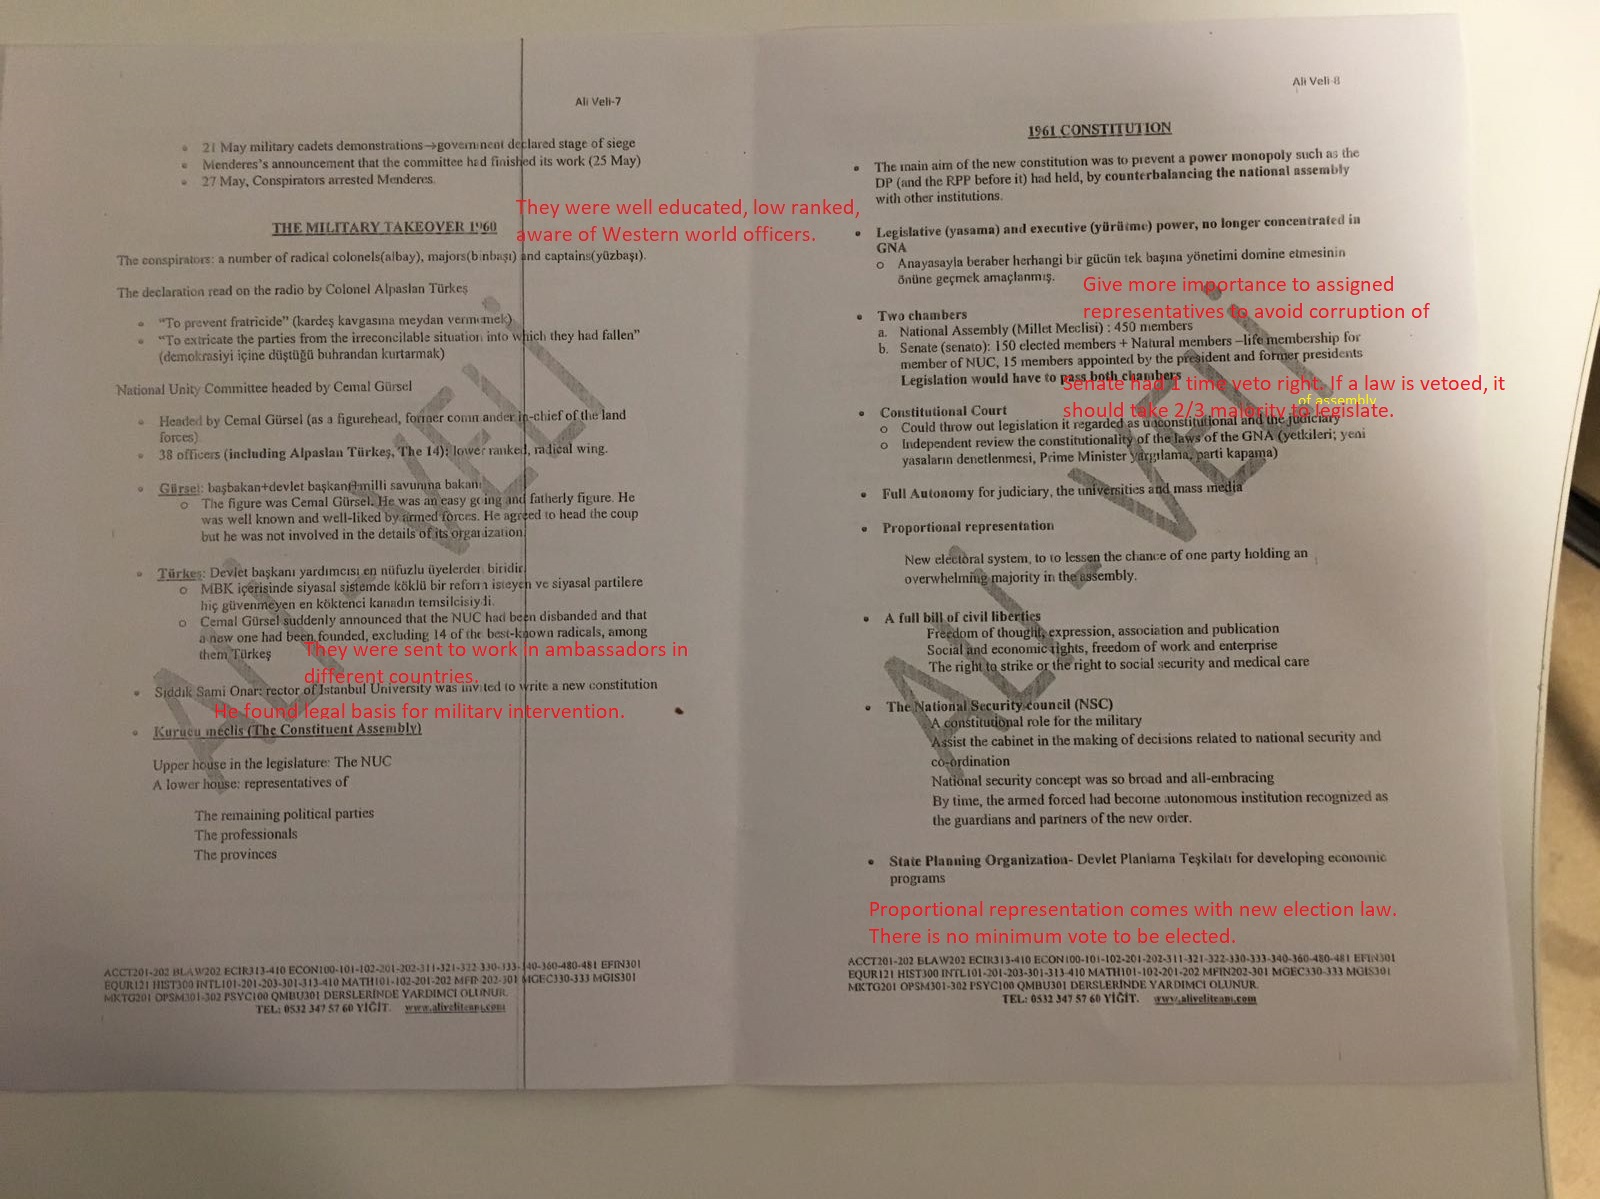 Ali Veli-7
21 May military cadets demonstrations→government declared stage of siege
Menderes's announcement that the committee had finished its work (25 May)
27 May, Conspirators arrested Menderes.
They were well educated, low ranked,
aware of Western world officers.
THE MILITARY TAKEOVER 1960
The conspirators: a number of radical colonels(albay), majors(binbaşı) and captains(yüzbaşı).
The declaration read on the radio by Colonel Alpaslan Türkeş
"To prevent fratricide" (kardeş kavgasına meydan vermemek)
"To extricate the parties from the irreconcilable situation into which they had fallen"
(demokrasiyi içine düştüğü buhrandan kurtarmak)
National Unity Committee headed by Cemal Gürsel
Headed by Cemal Gürsel (as a figurehead, former commander in-chief of the land
forces)
38 officers (including Alpaslan Türkeş, The 14): lower ranked, radical wing.
Gürsel: başbakan+devlet başkanı+milli savunma bakanı
o The figure was Cemal Gürsel. He was an easy going and fatherly figure. He
was well known and well-liked by armed forces. He agreed to head the coup
but he was not involved in the details of its organization.
Türkeş: Devlet başkanı yardımcısı en nüfuzlu üyelerden biridir.
o MBK içerisinde siyasal sistemde köklü bir reform isteyen ve siyasal partilere
hiç güvenmeyen en köktenci kanadın temsilcisiydi.
o Cemal Gürsel suddenly announced that the NUC had been disbanded and that
a new one had been founded, excluding 14 of the best-known radicals, among
them Türkeş
They were sent to work in ambassadors in
different countries.
Sıddık Sami Onar: rector of Istanbul University was invited to write a new constitution
He found legal basis for military intervention.
Kurucu meclis (The Constituent Assembly)
Upper house in the legislature: The NUC
A lower house: representatives of
The remaining political parties
The professionals
The provinces
ACCT201-202 BLAW202 ECIR313-410 ECON100-101-102-201-202-311-321-322-330-333-340-360-480-481 EFIN301
EQUR121 HIST300 INTL101-201-203-301-313-410 MATH101-102-201-202 MFIN202-301 MGEC330-333 MGIS301
MKTG201 OPSM301-302 PSYC100 QMBU301 DERSLERİNDE YARDIMCI OLUNUR.
TEL: 0532 347 57 60 YİĞİT.
ALI - VELI
Ali Veli-8
1961 CONSTITUTION
The main aim of the new constitution was to prevent a power monopoly such as the
DP (and the RPP before it) had held, by counterbalancing the national assembly
with other institutions.
Legislative (yasama) and executive (yürütme) power, no longer concentrated in
GNA
o Anayasayla beraber herhangi bir gücün tek başına yönetimi domine etmesinin
önüne geçmek amaçlanmış.
Give more importance to assigned
representatives to avoid corruption of
Two chambers
a. National Assembly (Millet Meclisi) : 450 members
b. Senate (senato): 150 elected members + Natural members –life membership for
member of NUC, 15 members appointed by the president and former presidents
Legislation would have to pass both chambers
Senate had 1 time veto right. If a law is vetoed, it
of assembly
should take 2/3 majority to legislate.
Constitutional Court
o Could throw out legislation it regarded as unconstitutional and the judiciary
o Independent review the constitutionality of the laws of the GNA (yetkileri; yeni
yasaların denetlenmesi, Prime Minister yargılama, parti kapama)
Full Autonomy for judiciary, the universities and mass media
Proportional representation
New electoral system, to to lessen the chance of one party holding an
overwhelming majority in the assembly.
A full bill of civil liberties
Freedom of thought, expression, association and publication
Social and economic rights, freedom of work and enterprise
The right to strike or the right to social security and medical care
The National Security council (NSC)
A constitutional role for the military
Assist the cabinet in the making of decisions related to national security and
co-ordination
National security concept was so broad and all-embracing
By time, the armed forced had become autonomous institution recognized as
the guardians and partners of the new order.
State Planning Organization- Devlet Planlama Teşkilatı for developing economic
programs
Proportional representation comes with new election law.
There is no minimum vote to be elected.
ACCT201-202 BLAW202 ECIR313-410 ECON100-101-102-201-202-311-321-322-330-333-340-360-480-481 EFIN301
EQUR121 HIST300 INTL101-201-203-301-313-410 MATH101-102-201-202 MFIN202-301 MGEC330-333 MGIS301
MKTG201 OPSM301-302 PSYC100 QMBU301 DERSLERİNDE YARDIMCI OLUNUR.
TEL: 0532 347 57 60 YİĞİT.
ALI - VELI